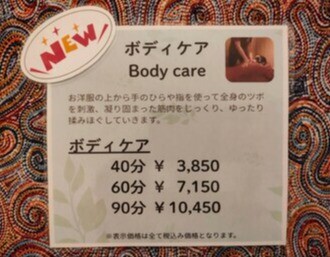 NEW
ボディケア
Body care
お洋服の上から手のひらや指を使って全身のツボ
を刺激、凝り固まった筋肉をじっくり、ゆったり
揉みほぐしていきます。
ボディケア
40分 ¥ 3,850
60分 ¥ 7,150
90分 ¥10,450
※表示価格は全て税込み価格となります。